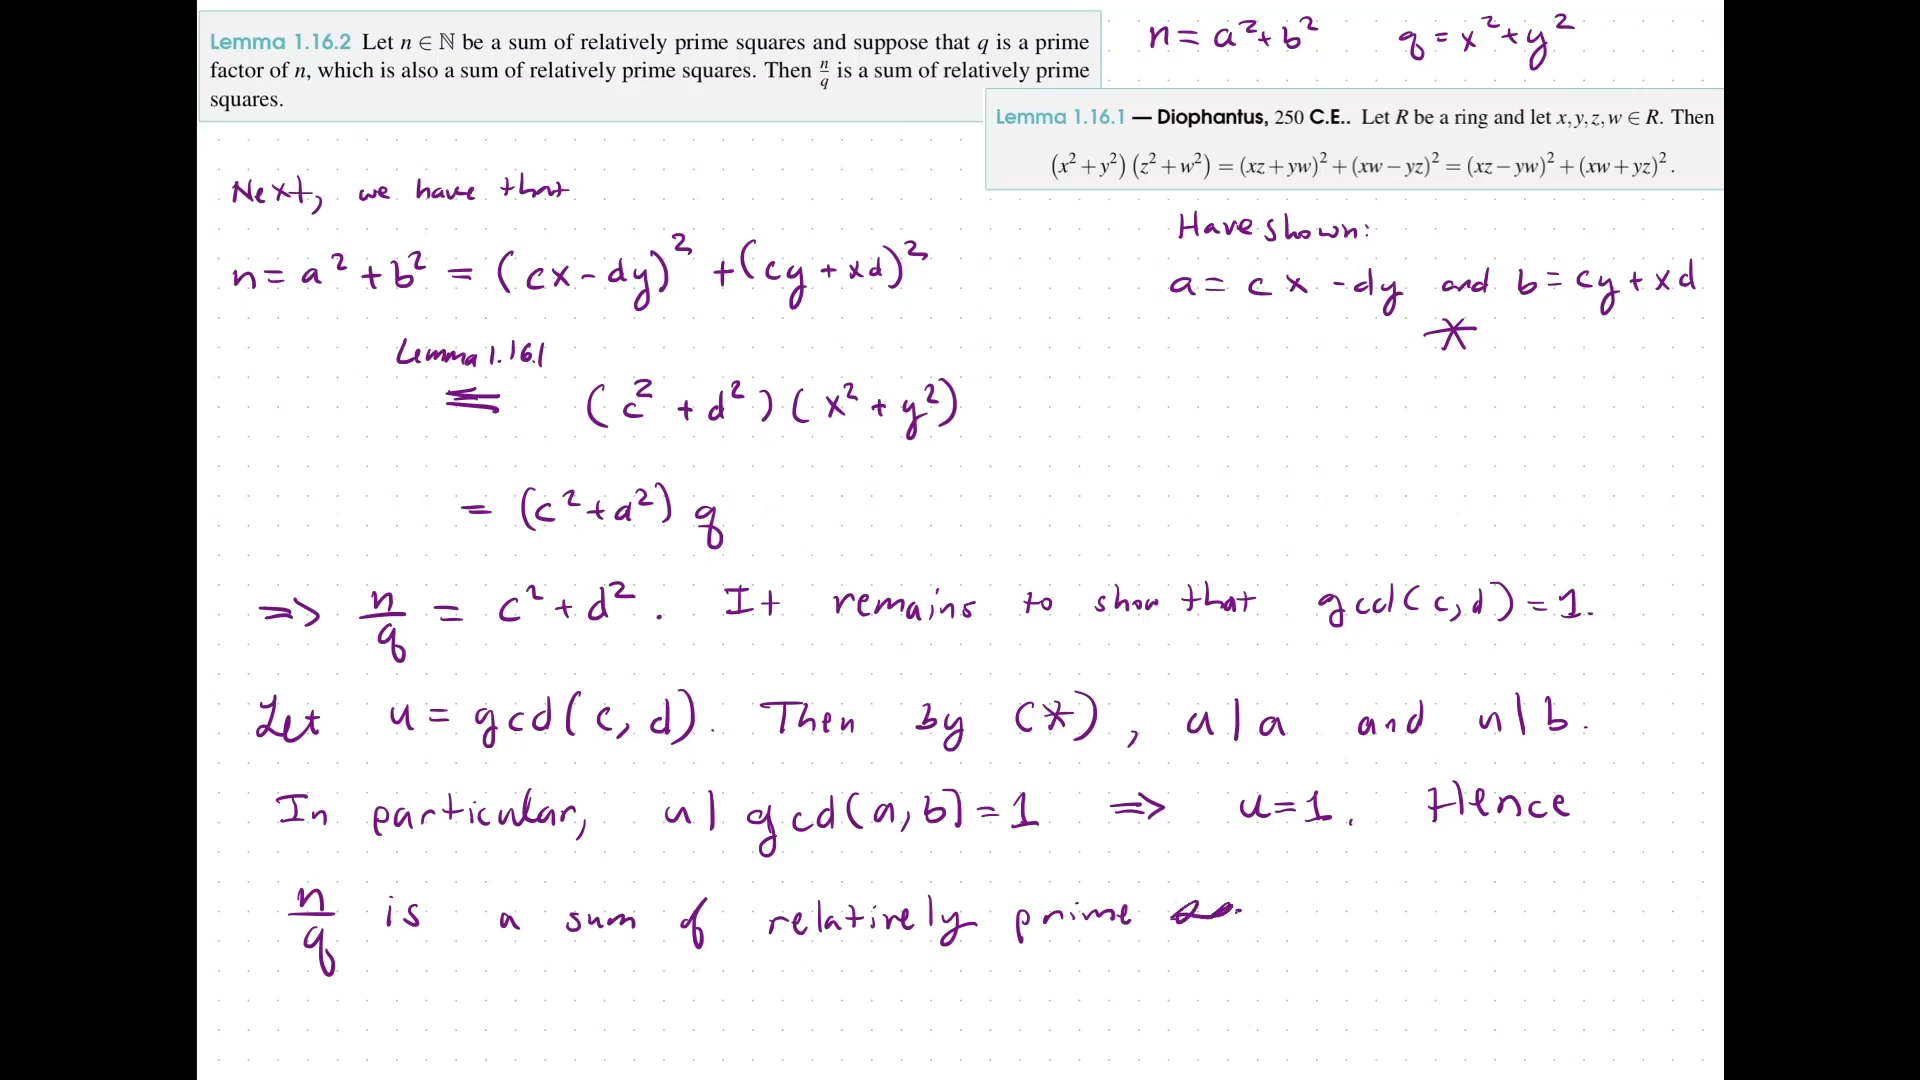 Lemma 1.16.2 Let n ∈ ℕ be a sum of relatively prime squares and suppose that q is a prime
factor of n, which is also a sum of relatively prime squares. Then n/q is a sum of relatively prime
squares.
n = a² + b² q = x² + y²
Lemma 1.16.1 — Diophantus, 250 C.E.. Let R be a ring and let x, y, z, w ∈ R. Then
(x² + y²) (z² + w²) = (xz + yw)² + (xw − yz)² = (xz − yw)² + (xw + yz)².
Next, we have that
Have shown:
n = a² + b² = (cx - dy)² + (cy + xd)²
a = cx - dy and b = cy + xd
*
Lemma 1.16.1
= (c² + d²)(x² + y²)
= (c² + d²) q
=> n/q = c² + d². It remains to show that gcd(c, d) = 1.
Let u = gcd(c, d). Then by (*), u | a and u | b.
In particular, u | gcd(a, b) = 1 => u = 1. Hence
n/q is a sum of relatively prime